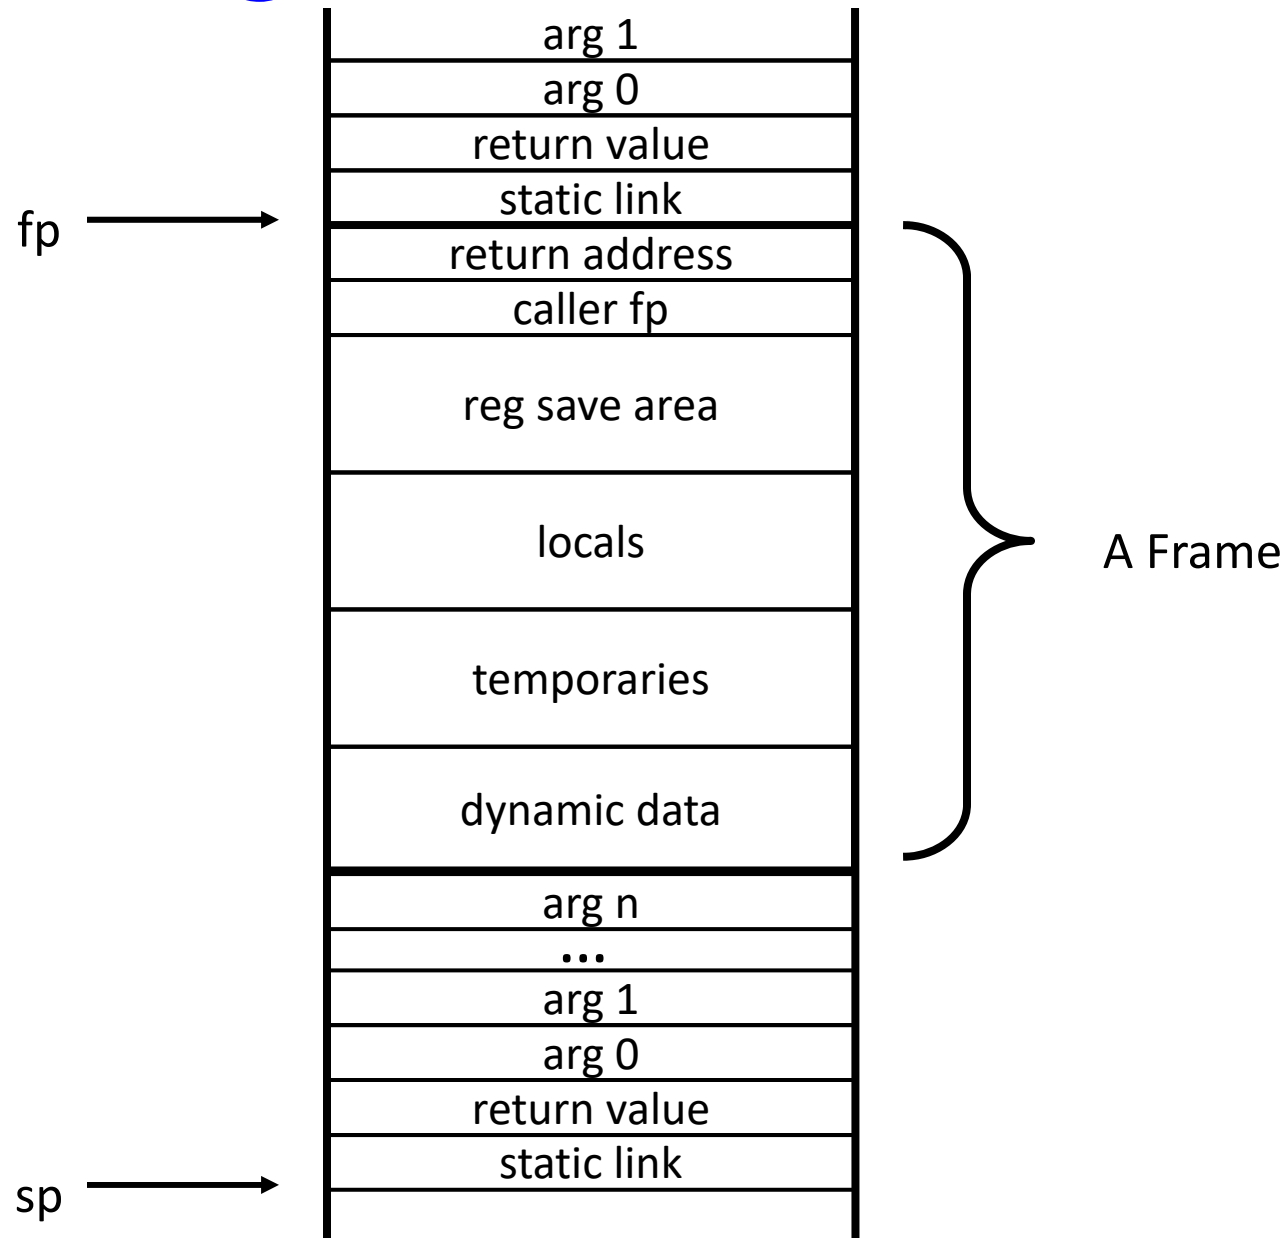 arg 1
arg 0
return value
static link
fp
return address
caller fp
reg save area
locals
A Frame
temporaries
dynamic data
arg n
...
arg 1
arg 0
return value
static link
sp